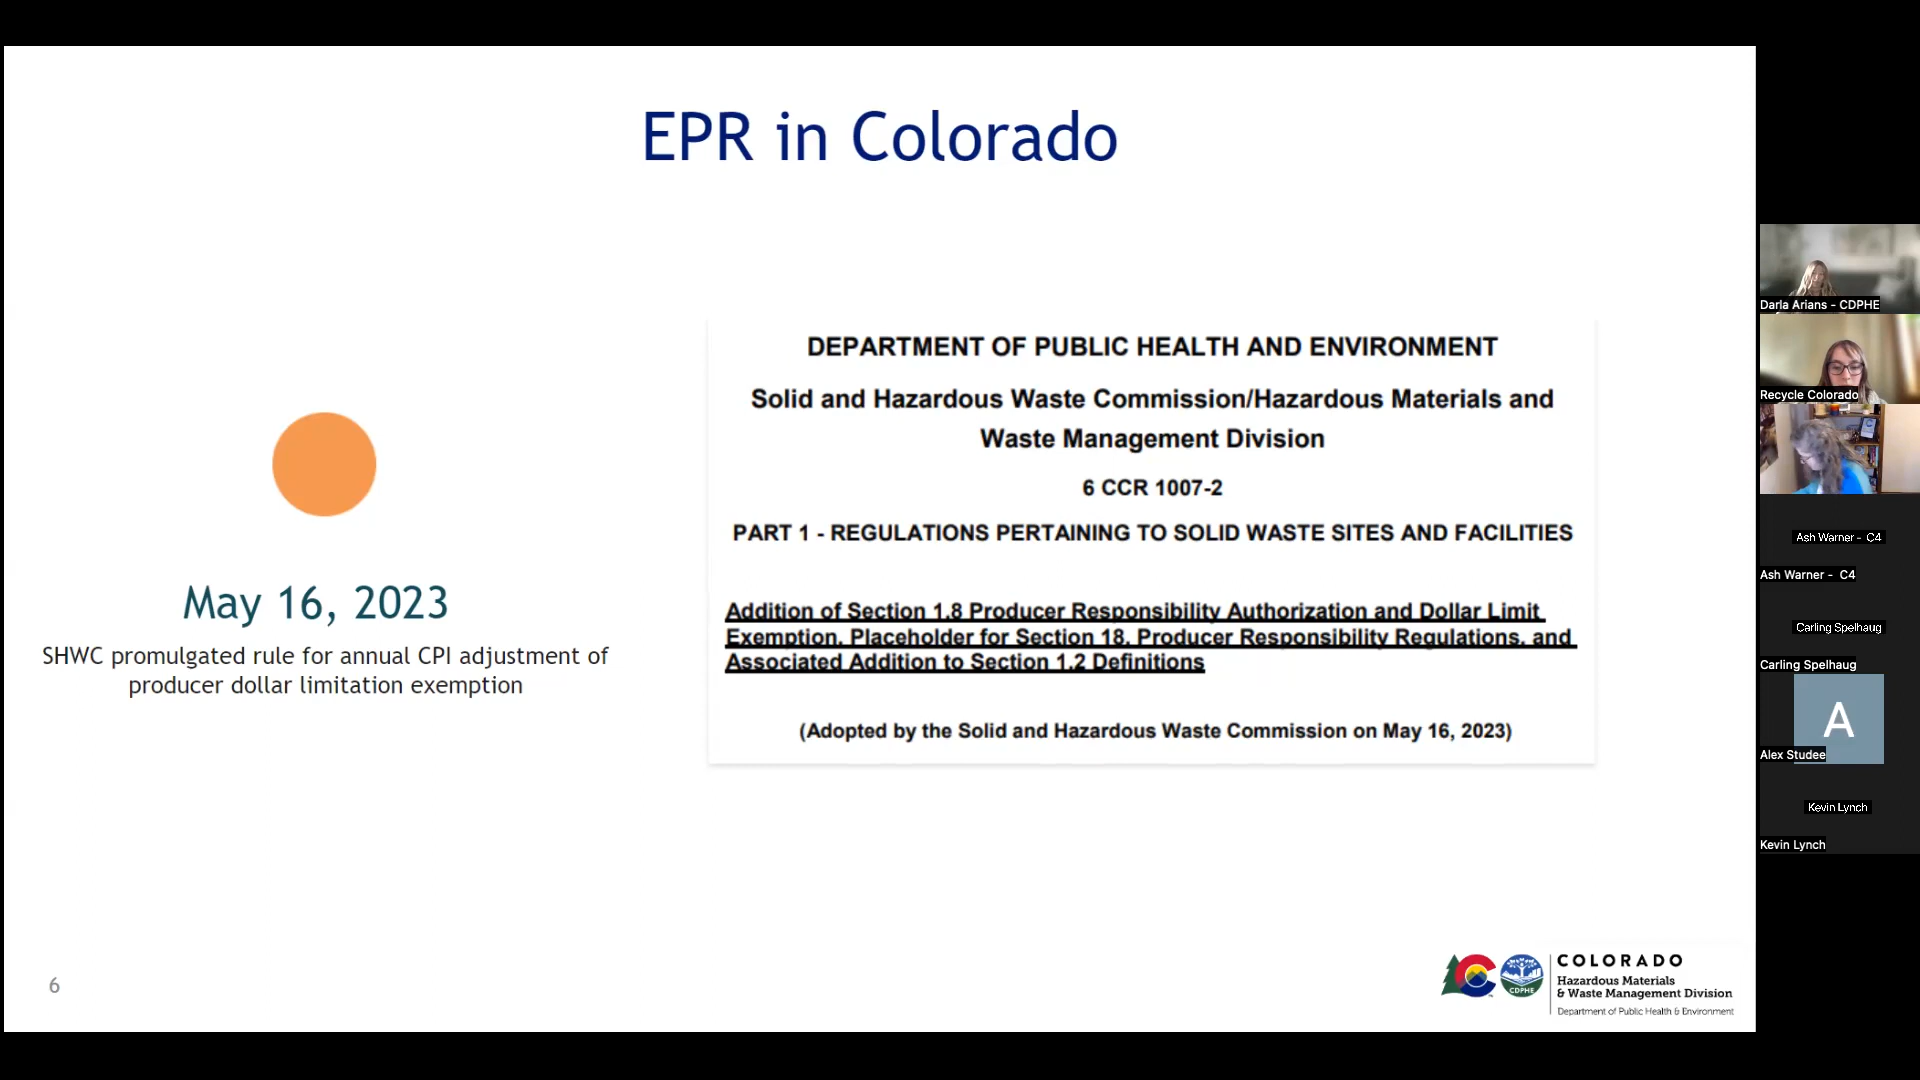 EPR in Colorado
May 16, 2023
SHWC promulgated rule for annual CPI adjustment of
producer dollar limitation exemption
DEPARTMENT OF PUBLIC HEALTH AND ENVIRONMENT
Solid and Hazardous Waste Commission/Hazardous Materials and
Waste Management Division
6 CCR 1007-2
PART 1 - REGULATIONS PERTAINING TO SOLID WASTE SITES AND FACILITIES
Addition of Section 1.8 Producer Responsibility Authorization and Dollar Limit
Exemption, Placeholder for Section 18, Producer Responsibility Regulations, and
Associated Addition to Section 1.2 Definitions
(Adopted by the Solid and Hazardous Waste Commission on May 16, 2023)
6
CDPHE
COLORADO
Hazardous Materials
& Waste Management Division
Department of Public Health & Environment
Darla Arians - CDPHE
Recycle Colorado
Ash Warner - C4
Ash Warner - C4
Carling Spelhaug
Carling Spelhaug
A
Alex Studee
Kevin Lynch
Kevin Lynch